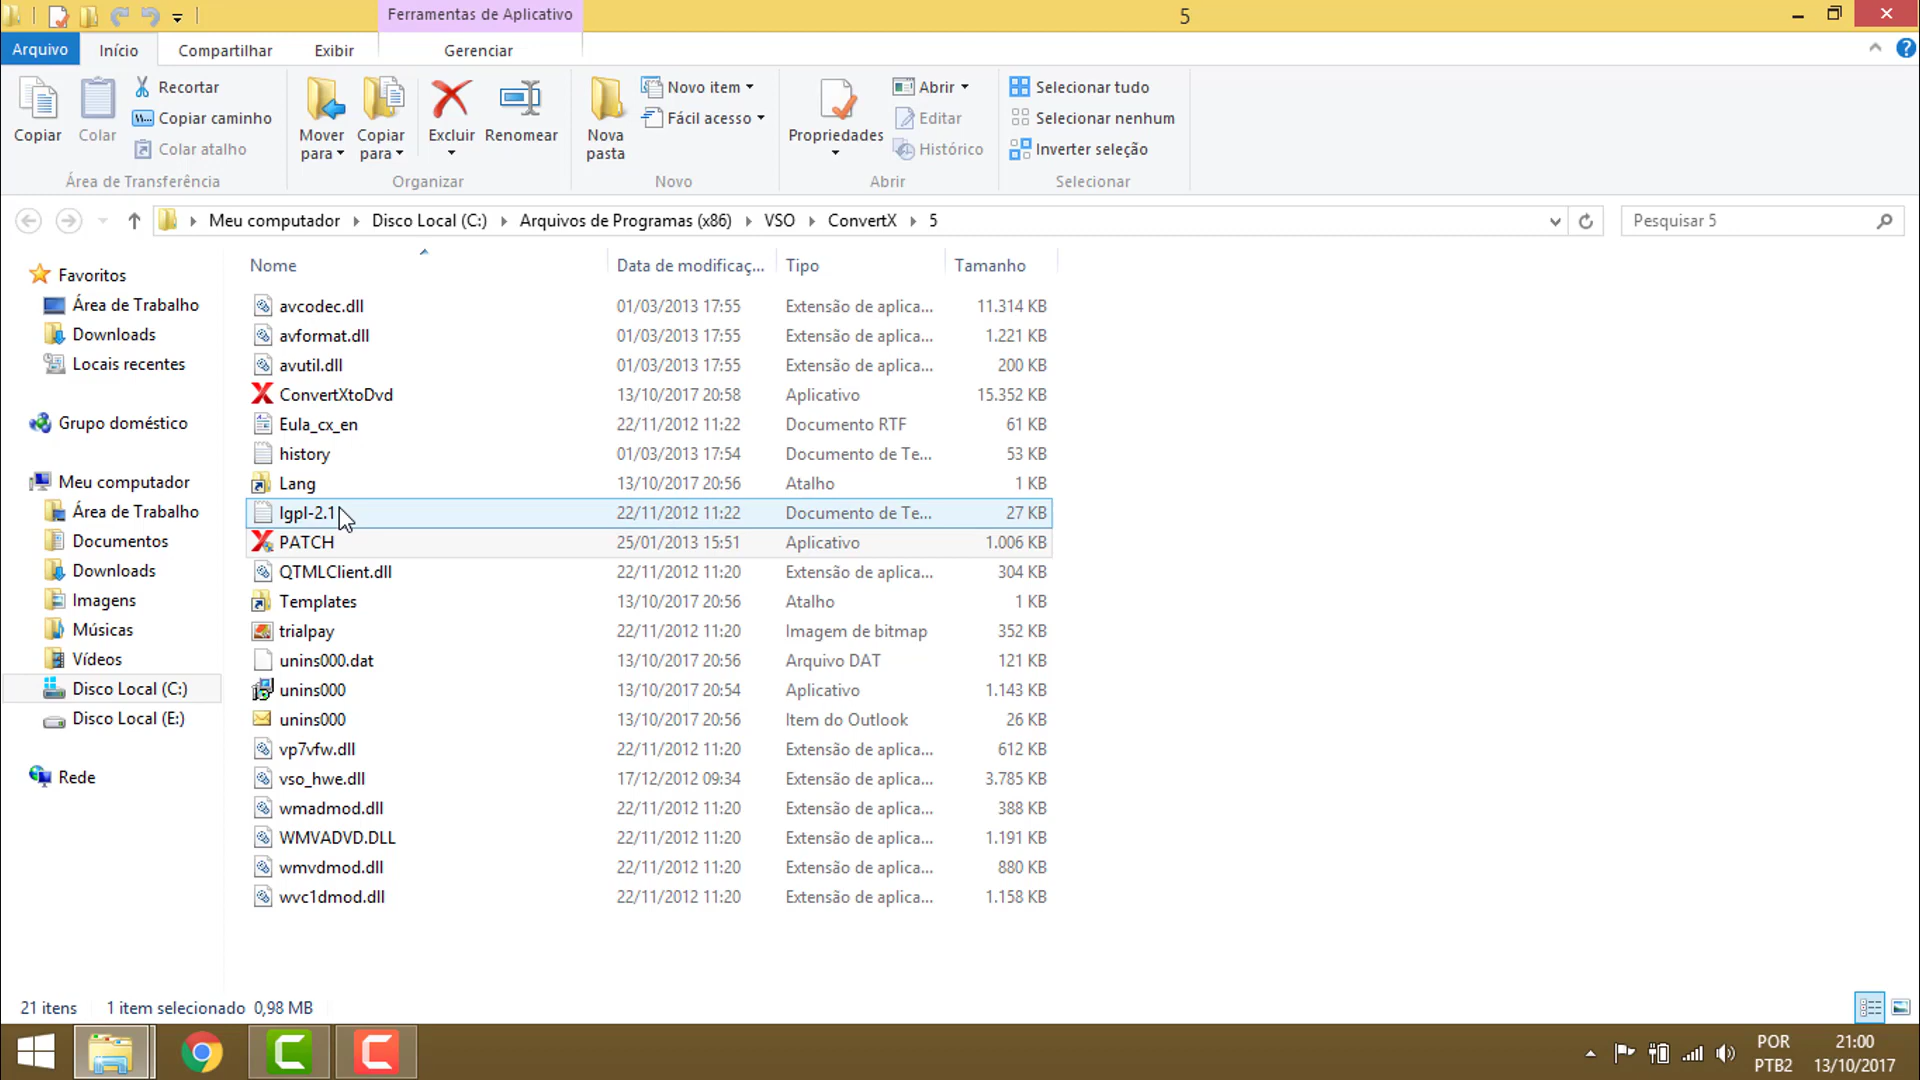 Ferramentas de Aplicativo
5
Arquivo
Início
Compartilhar
Exibir
Gerenciar
Copiar
Colar
Recortar
Copiar caminho
Colar atalho
Área de Transferência
Mover para
Copiar para
Excluir
Renomear
Organizar
Nova pasta
Novo item
Fácil acesso
Novo
Propriedades
Abrir
Editar
Histórico
Abrir
Selecionar tudo
Selecionar nenhum
Inverter seleção
Selecionar
Meu computador Disco Local (C:) Arquivos de Programas (x86) VSO ConvertX 5
Pesquisar 5
Favoritos
Área de Trabalho
Downloads
Locais recentes
Grupo doméstico
Meu computador
Área de Trabalho
Documentos
Downloads
Imagens
Músicas
Vídeos
Disco Local (C:)
Disco Local (E:)
Rede
Nome Data de modificaç... Tipo Tamanho
avcodec.dll 01/03/2013 17:55 Extensão de aplica... 11.314 KB
avformat.dll 01/03/2013 17:55 Extensão de aplica... 1.221 KB
avutil.dll 01/03/2013 17:55 Extensão de aplica... 200 KB
ConvertXtoDvd 13/10/2017 20:58 Aplicativo 15.352 KB
Eula_cx_en 22/11/2012 11:22 Documento RTF 61 KB
history 01/03/2013 17:54 Documento de Te... 53 KB
Lang 13/10/2017 20:56 Atalho 1 KB
lgpl-2.1 22/11/2012 11:22 Documento de Te... 27 KB
PATCH 25/01/2013 15:51 Aplicativo 1.006 KB
QTMLClient.dll 22/11/2012 11:20 Extensão de aplica... 304 KB
Templates 13/10/2017 20:56 Atalho 1 KB
trialpay 22/11/2012 11:20 Imagem de bitmap 352 KB
unins000.dat 13/10/2017 20:56 Arquivo DAT 121 KB
unins000 13/10/2017 20:54 Aplicativo 1.143 KB
unins000 13/10/2017 20:56 Item do Outlook 26 KB
vp7vfw.dll 22/11/2012 11:20 Extensão de aplica... 612 KB
vso_hwe.dll 17/12/2012 09:34 Extensão de aplica... 3.785 KB
wmadmod.dll 22/11/2012 11:20 Extensão de aplica... 388 KB
WMVADVD.DLL 22/11/2012 11:20 Extensão de aplica... 1.191 KB
wmvdmod.dll 22/11/2012 11:20 Extensão de aplica... 880 KB
wvc1dmod.dll 22/11/2012 11:20 Extensão de aplica... 1.158 KB
21 itens 1 item selecionado 0,98 MB
POR
PTB2
21:00
13/10/2017